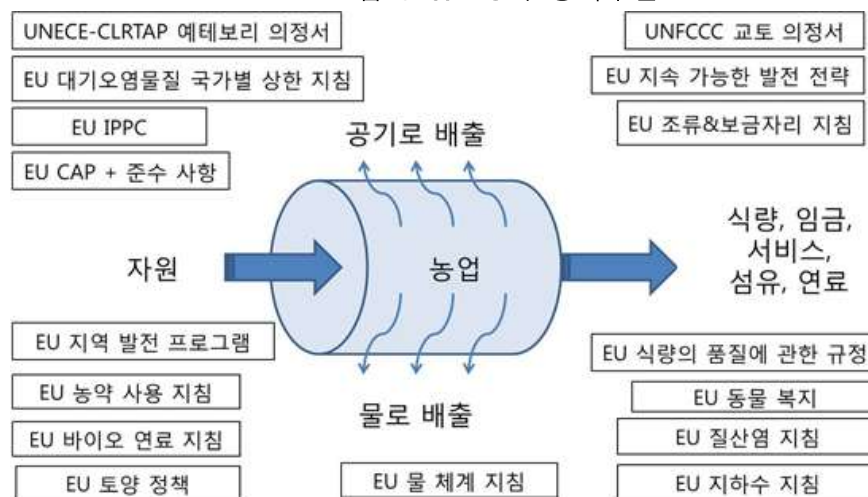 UNECE-CLRTAP 예테보리 의정서
UNFCCC 교토 의정서
EU 대기오염물질 국가별 상한 지침
EU 지속 가능한 발전 전략
EU IPPC
EU 조류&보금자리 지침
EU CAP + 준수 사항
공기로 배출
자원
농업
식량, 임금,
서비스,
섬유, 연료
물로 배출
EU 지역 발전 프로그램
EU 식량의 품질에 관한 규정
EU 농약 사용 지침
EU 동물 복지
EU 바이오 연료 지침
EU 질산염 지침
EU 토양 정책
EU 물 체계 지침
EU 지하수 지침